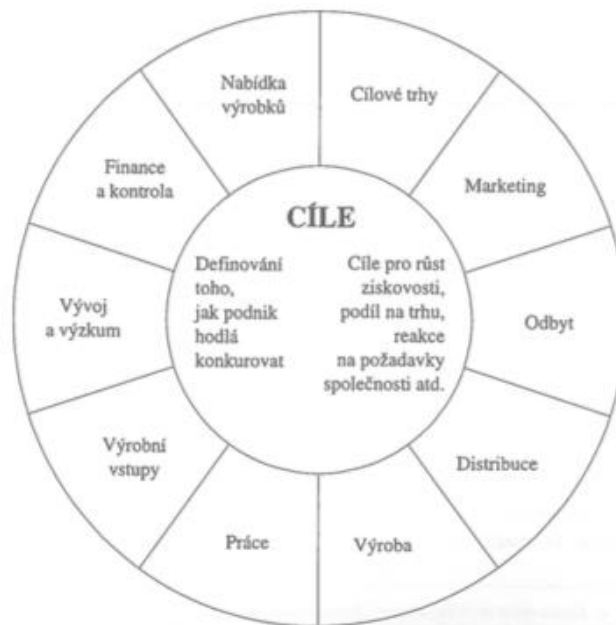 Nabídka
výrobků
Cílové trhy
Marketing
Odbyt
Distribuce
Výroba
Práce
Výrobní
vstupy
Vývoj
a výzkum
Finance
a kontrola
CÍLE
Definování
toho,
jak podnik
hodlá
konkurovat
Cíle pro růst
ziskovosti,
podíl na trhu,
reakce
na požadavky
společnosti atd.